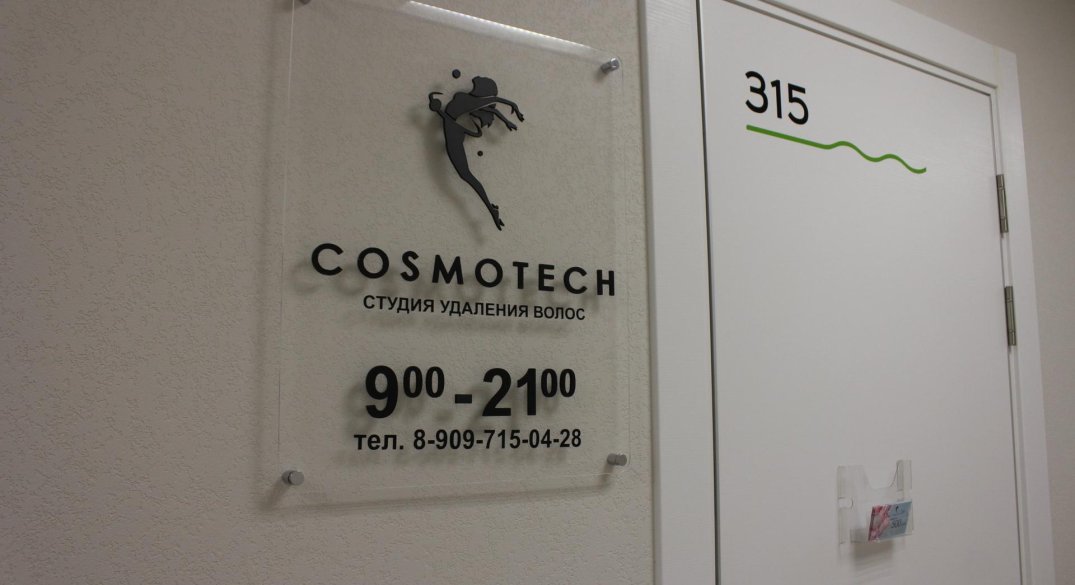 COSMOTECH
СТУДИЯ УДАЛЕНИЯ ВОЛОС
9⁰⁰-21⁰⁰
тел. 8-909-715-04-28
315